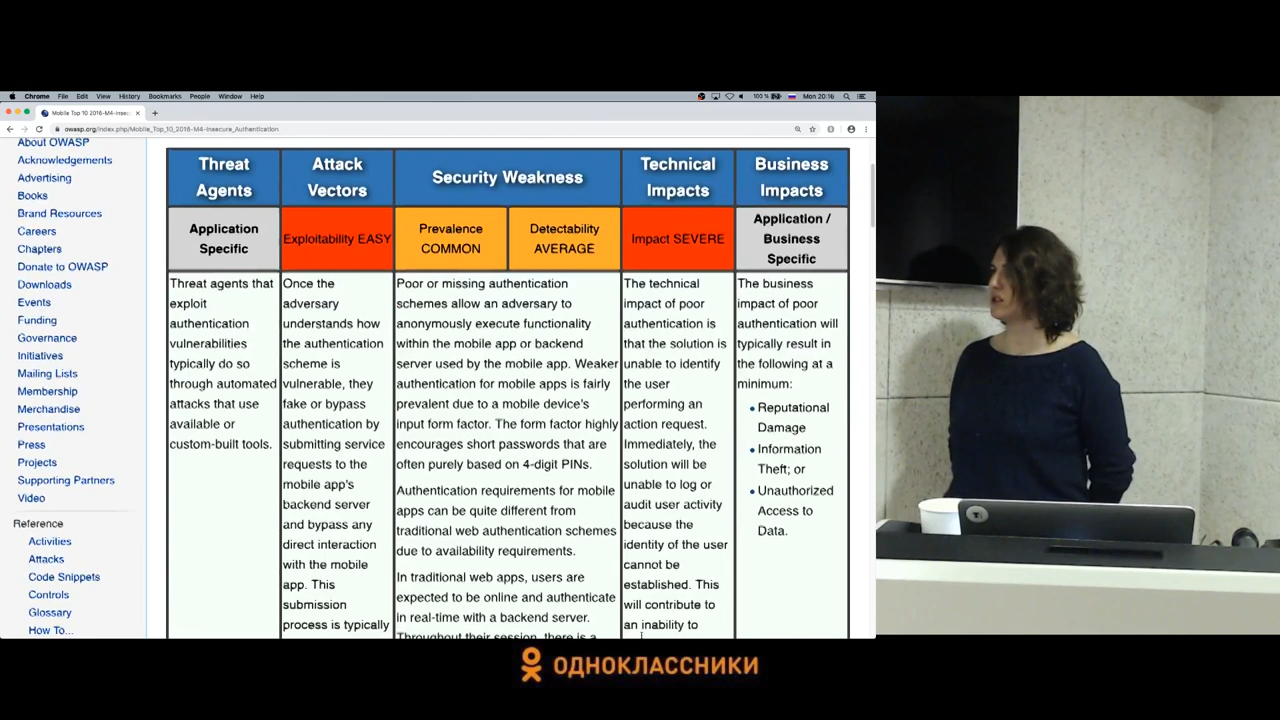 Chrome File Edit View History Bookmarks People Window Help 100 % Mon 20:16
Mobile Top 10 2016-M4-Insec
owasp.org/index.php/Mobile_Top_10_2016-M4-Insecure_Authentication
About OWASP
Acknowledgements
Advertising
Books
Brand Resources
Careers
Chapters
Donate to OWASP
Downloads
Events
Funding
Governance
Initiatives
Mailing Lists
Membership
Merchandise
Presentations
Press
Projects
Supporting Partners
Video
Reference
Activities
Attacks
Code Snippets
Controls
Glossary
How To...
Threat
Agents
Attack
Vectors
Security Weakness
Technical
Impacts
Business
Impacts
Application
Specific
Exploitability EASY
Prevalence
COMMON
Detectability
AVERAGE
Impact SEVERE
Application /
Business
Specific
Threat agents that
exploit
authentication
vulnerabilities
typically do so
through automated
attacks that use
available or
custom-built tools.
Once the
adversary
understands how
the authentication
scheme is
vulnerable, they
fake or bypass
authentication by
submitting service
requests to the
mobile app's
backend server
and bypass any
direct interaction
with the mobile
app. This
submission
process is typically
Poor or missing authentication
schemes allow an adversary to
anonymously execute functionality
within the mobile app or backend
server used by the mobile app. Weaker
authentication for mobile apps is fairly
prevalent due to a mobile device's
input form factor. The form factor highly
encourages short passwords that are
often purely based on 4-digit PINs.
Authentication requirements for mobile
apps can be quite different from
traditional web authentication schemes
due to availability requirements.
In traditional web apps, users are
expected to be online and authenticate
in real-time with a backend server.
Throughout their session, there is a
The technical
impact of poor
authentication is
that the solution is
unable to identify
the user
performing an
action request.
Immediately, the
solution will be
unable to log or
audit user activity
because the
identity of the user
cannot be
established. This
will contribute to
an inability to
The business
impact of poor
authentication will
typically result in
the following at a
minimum:
Reputational
Damage
Information
Theft; or
Unauthorized
Access to
Data.
ОДНОКЛАССНИКИ